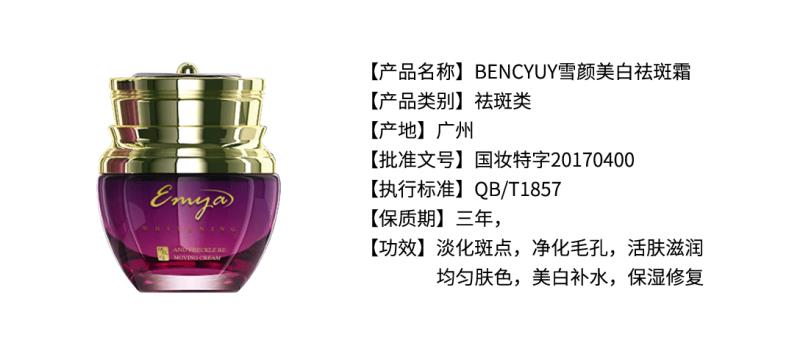 Emya
WHITENING
AND FRECKLE RE
MOVING CREAM
【产品名称】BENCYUY雪颜美白祛斑霜
【产品类别】祛斑类
【产地】广州
【批准文号】国妆特字20170400
【执行标准】QB/T1857
【保质期】三年，
【功效】淡化斑点，净化毛孔，活肤滋润
均匀肤色，美白补水，保湿修复